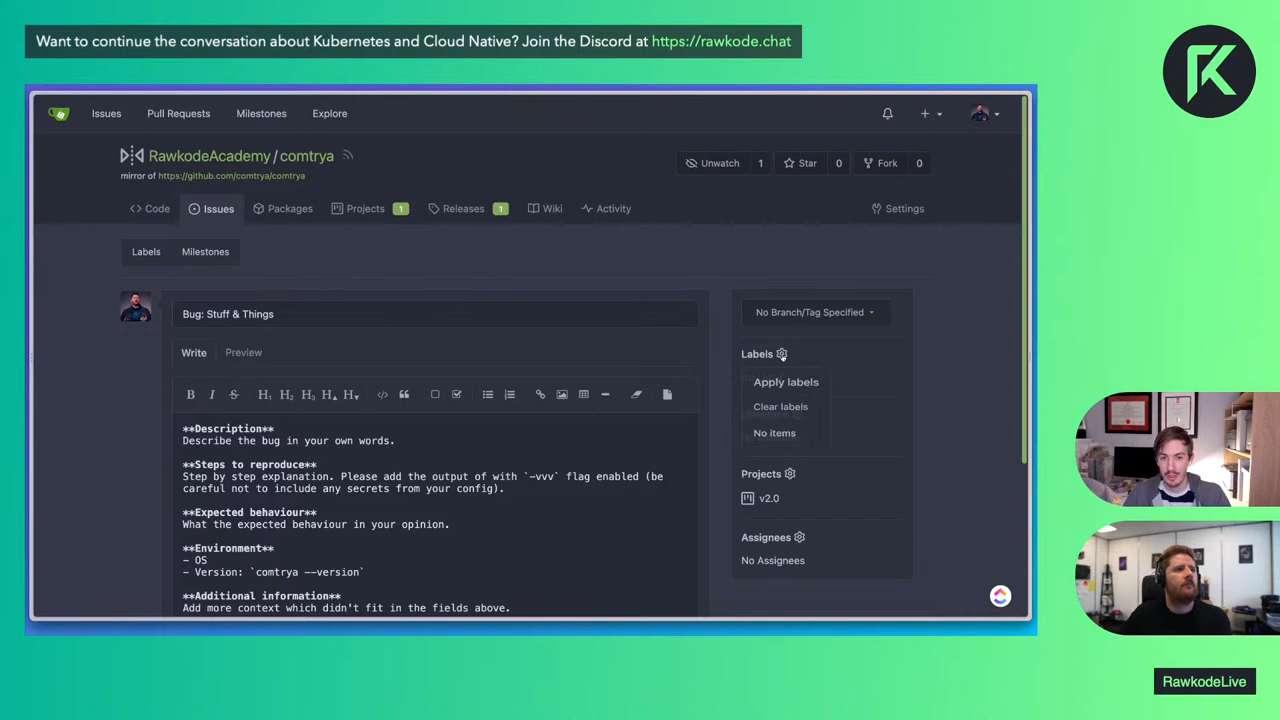 Want to continue the conversation about Kubernetes and Cloud Native? Join the Discord at https://rawkode.chat
Issues
Pull Requests
Milestones
Explore
RawkodeAcademy / comtrya
mirror of https://github.com/comtrya/comtrya
Unwatch 1
Star 0
Fork 0
Code
Issues
Packages
Projects 1
Releases 1
Wiki
Activity
Settings
Labels
Milestones
Bug: Stuff & Things
Write
Preview
B I S H1 H2 H3 H▲ H▼
**Description**
Describe the bug in your own words.
**Steps to reproduce**
Step by step explanation. Please add the output of with `-vvv` flag enabled (be
careful not to include any secrets from your config).
**Expected behaviour**
What the expected behaviour in your opinion.
**Environment**
- OS
- Version: `comtrya --version`
**Additional information**
Add more context which didn't fit in the fields above.
No Branch/Tag Specified
Labels
Apply labels
Clear labels
No items
Projects
v2.0
Assignees
No Assignees
RawkodeLive